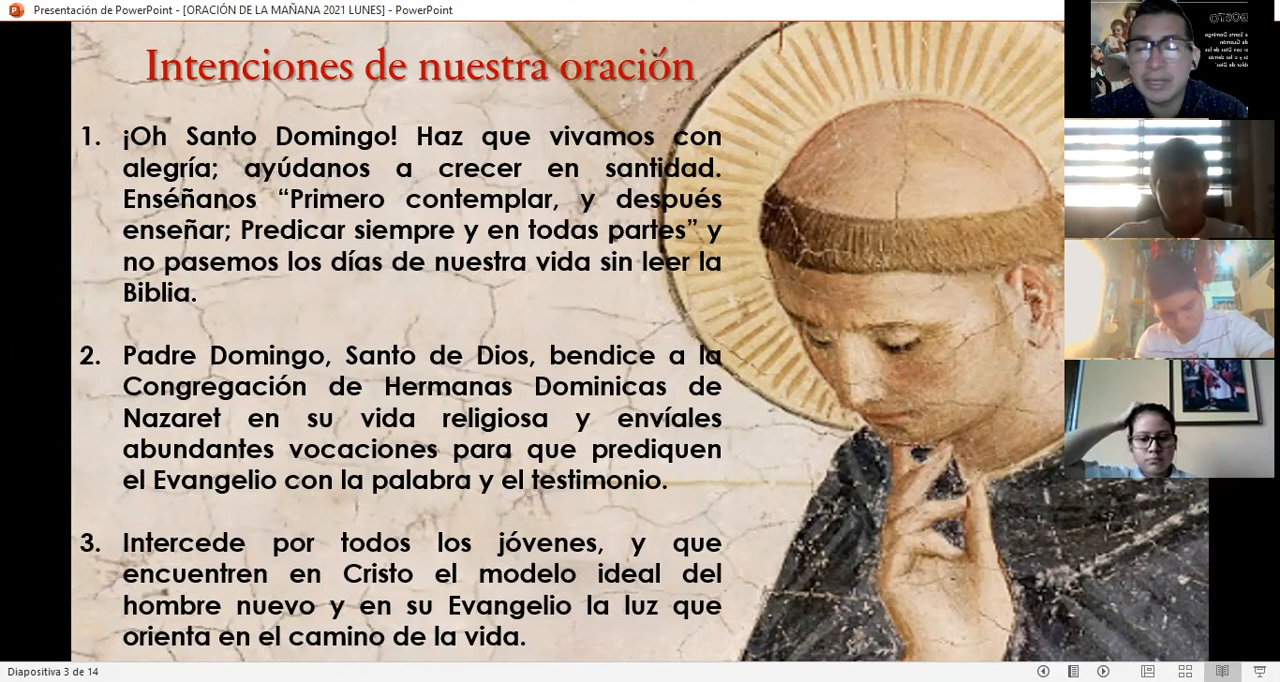 Presentación de PowerPoint - [ORACIÓN DE LA MAÑANA 2021 LUNES] - PowerPoint
Intenciones de nuestra oración
1. ¡Oh Santo Domingo! Haz que vivamos con
alegría; ayúdanos a crecer en santidad.
Enséñanos “Primero contemplar, y después
enseñar; Predicar siempre y en todas partes” y
no pasemos los días de nuestra vida sin leer la
Biblia.
2. Padre Domingo, Santo de Dios, bendice a la
Congregación de Hermanas Dominicas de
Nazaret en su vida religiosa y envíales
abundantes vocaciones para que prediquen
el Evangelio con la palabra y el testimonio.
3. Intercede por todos los jóvenes, y que
encuentren en Cristo el modelo ideal del
hombre nuevo y en su Evangelio la luz que
orienta en el camino de la vida.
Diapositiva 3 de 14